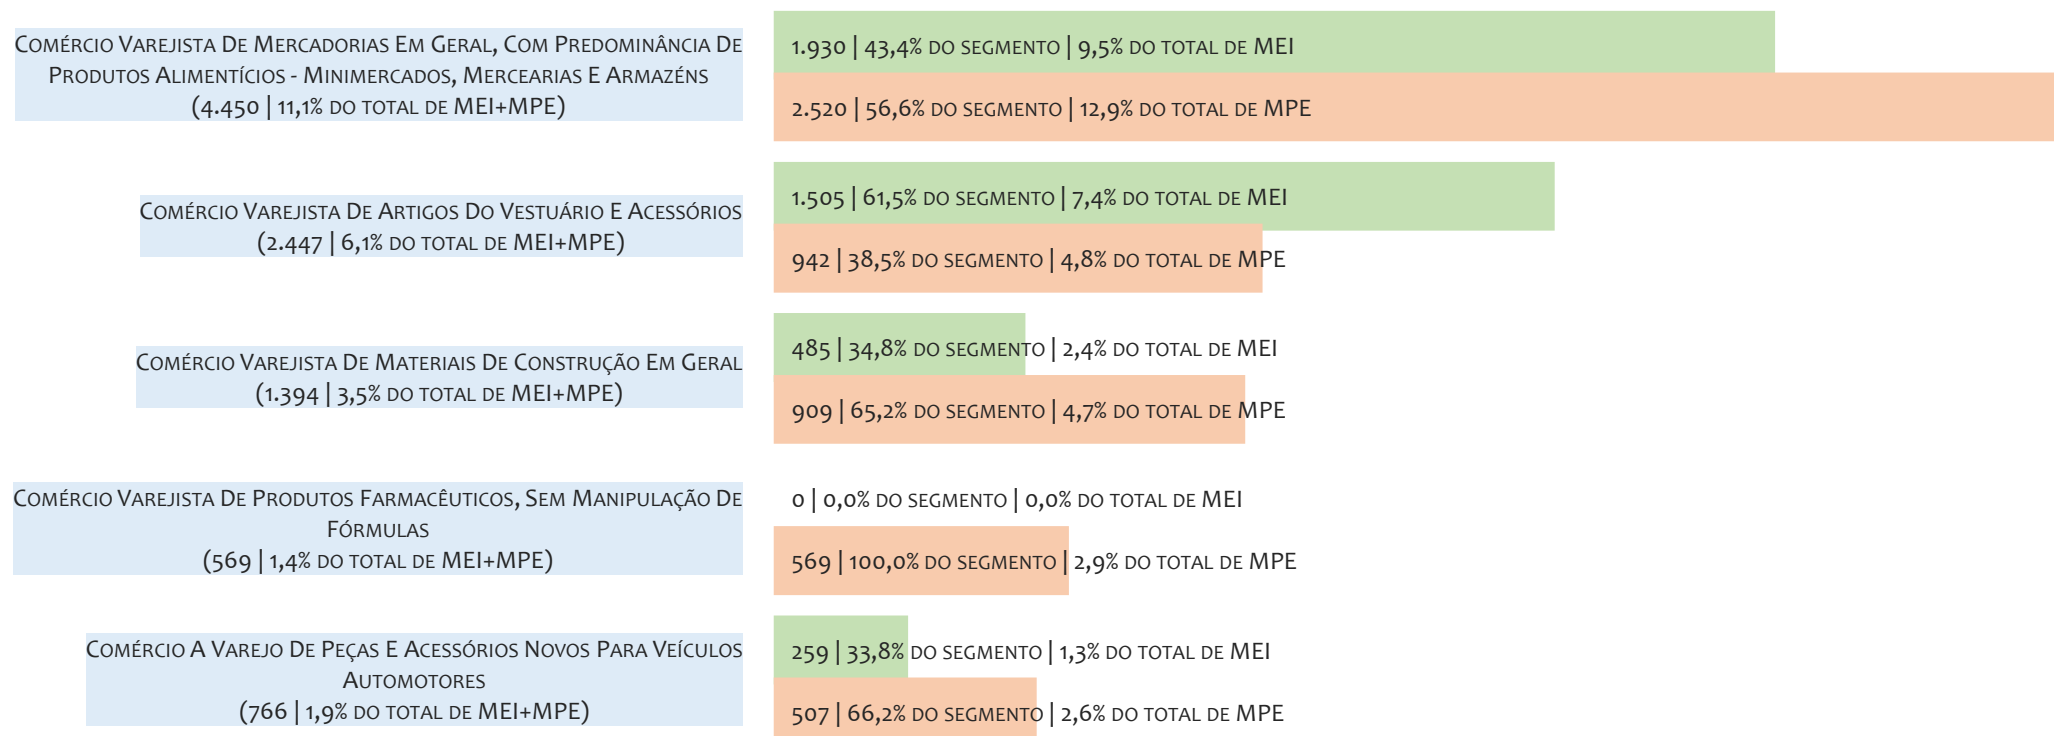 Comércio Varejista De Mercadorias Em Geral, Com Predominância De
Produtos Alimentícios - Minimercados, Mercearias E Armazéns
(4.450 | 11,1% do total de MEI+MPE)
1.930 | 43,4% do segmento | 9,5% do total de MEI
2.520 | 56,6% do segmento | 12,9% do total de MPE
Comércio Varejista De Artigos Do Vestuário E Acessórios
(2.447 | 6,1% do total de MEI+MPE)
1.505 | 61,5% do segmento | 7,4% do total de MEI
942 | 38,5% do segmento | 4,8% do total de MPE
Comércio Varejista De Materiais De Construção Em Geral
(1.394 | 3,5% do total de MEI+MPE)
485 | 34,8% do segmento | 2,4% do total de MEI
909 | 65,2% do segmento | 4,7% do total de MPE
Comércio Varejista De Produtos Farmacêuticos, Sem Manipulação De
Fórmulas
(569 | 1,4% do total de MEI+MPE)
0 | 0,0% do segmento | 0,0% do total de MEI
569 | 100,0% do segmento | 2,9% do total de MPE
Comércio A Varejo De Peças E Acessórios Novos Para Veículos
Automotores
(766 | 1,9% do total de MEI+MPE)
259 | 33,8% do segmento | 1,3% do total de MEI
507 | 66,2% do segmento | 2,6% do total de MPE